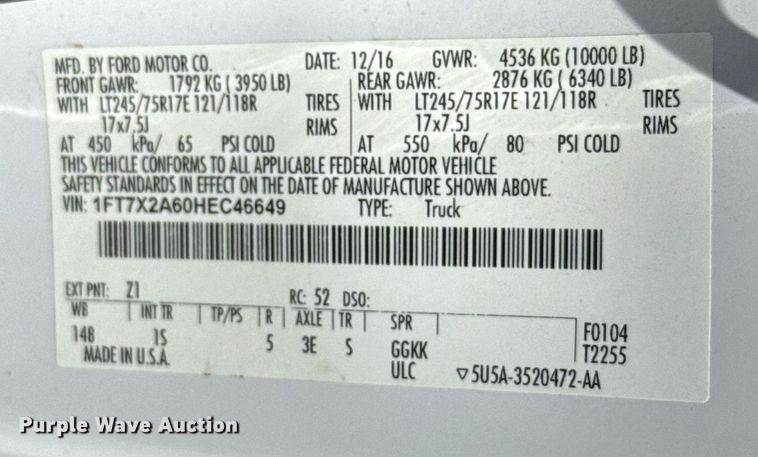 MFD. BY FORD MOTOR CO. DATE: 12/16 GVWR: 4536 KG (10000 LB)
FRONT GAWR: 1792 KG ( 3950 LB) REAR GAWR: 2876 KG ( 6340 LB)
WITH LT245/75R17E 121/118R TIRES WITH LT245/75R17E 121/118R TIRES
17x7.5J RIMS 17x7.5J RIMS
AT 450 kPa/ 65 PSI COLD AT 550 kPa/ 80 PSI COLD
THIS VEHICLE CONFORMS TO ALL APPLICABLE FEDERAL MOTOR VEHICLE
SAFETY STANDARDS IN EFFECT ON THE DATE OF MANUFACTURE SHOWN ABOVE.
VIN: 1FT7X2A60HEC46649 TYPE: Truck
EXT PNT: Z1 RC: 52 DSO:
WB INT TR TP/PS R AXLE TR SPR F0104
148 1S 5 3E S GGKK T2255
MADE IN U.S.A. ULC ▽5U5A-3520472-AA
Purple Wave Auction